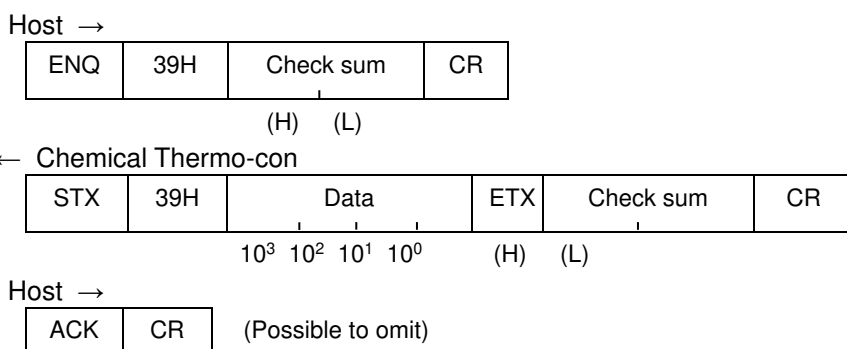 Host →
ENQ 39H Check sum CR
(H) (L)
← Chemical Thermo-con
STX 39H Data ETX Check sum CR
10³ 10² 10¹ 10⁰ (H) (L)
Host →
ACK CR (Possible to omit)